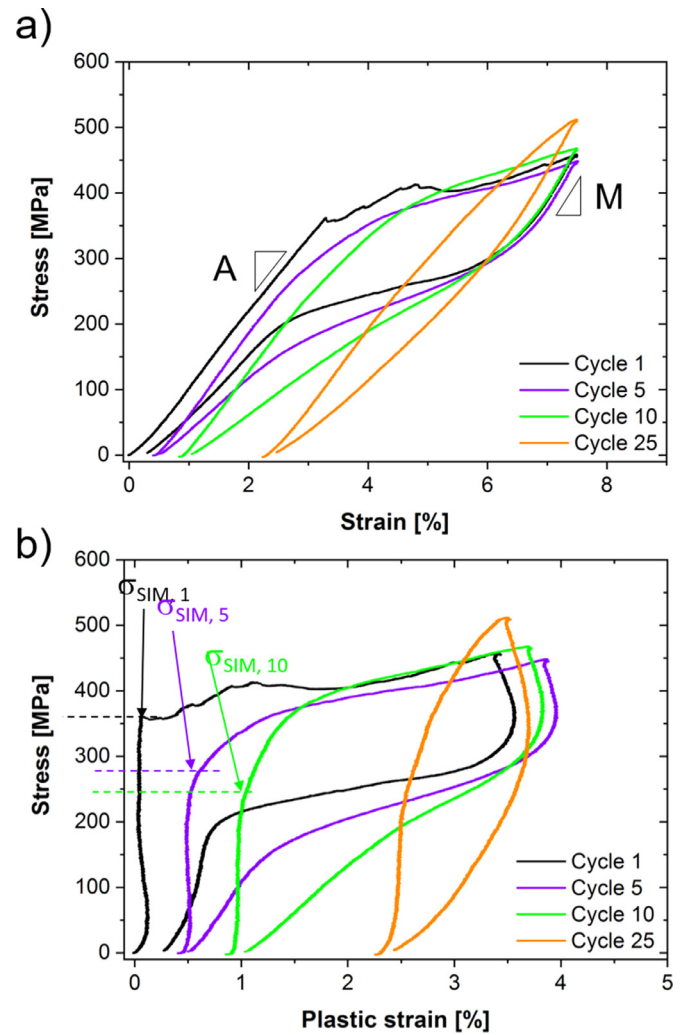 a)
600
500
400
300
200
100
0
Stress [MPa]
A
M
Cycle 1
Cycle 5
Cycle 10
Cycle 25
0 2 4 6 8
Strain [%]
b)
600
500
400
300
200
100
0
Stress [MPa]
σSIM, 1
σSIM, 5
σSIM, 10
Cycle 1
Cycle 5
Cycle 10
Cycle 25
0 1 2 3 4 5
Plastic strain [%]